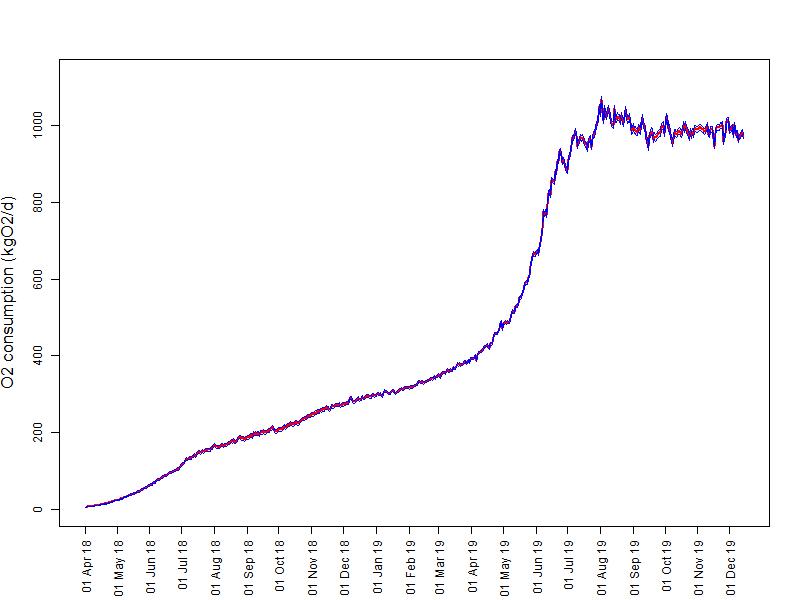 O2 consumption (kgO2/d)
1000
800
600
400
200
0
01 Apr 18
01 May 18
01 Jun 18
01 Jul 18
01 Aug 18
01 Sep 18
01 Oct 18
01 Nov 18
01 Dec 18
01 Jan 19
01 Feb 19
01 Mar 19
01 Apr 19
01 May 19
01 Jun 19
01 Jul 19
01 Aug 19
01 Sep 19
01 Oct 19
01 Nov 19
01 Dec 19